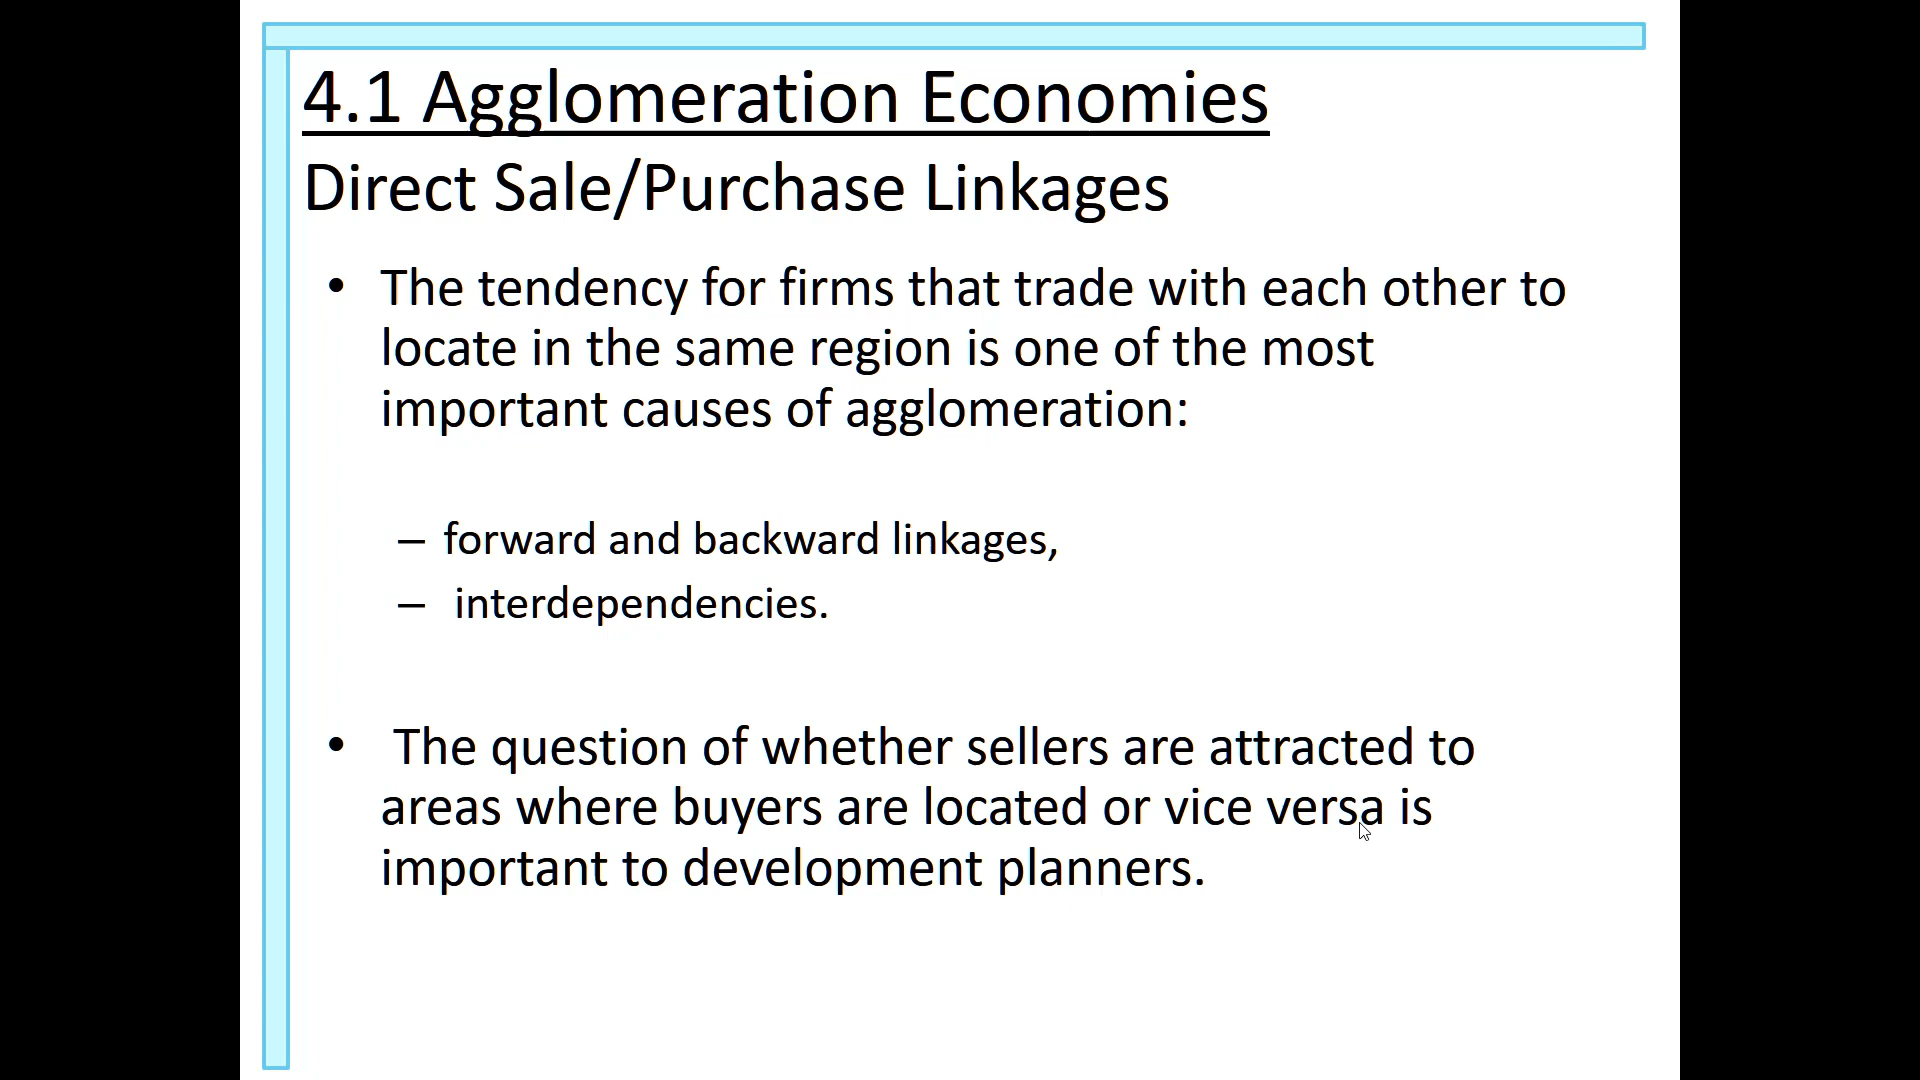 4.1 Agglomeration Economies
Direct Sale/Purchase Linkages
• The tendency for firms that trade with each other to
locate in the same region is one of the most
important causes of agglomeration:
– forward and backward linkages,
– interdependencies.
• The question of whether sellers are attracted to
areas where buyers are located or vice versa is
important to development planners.